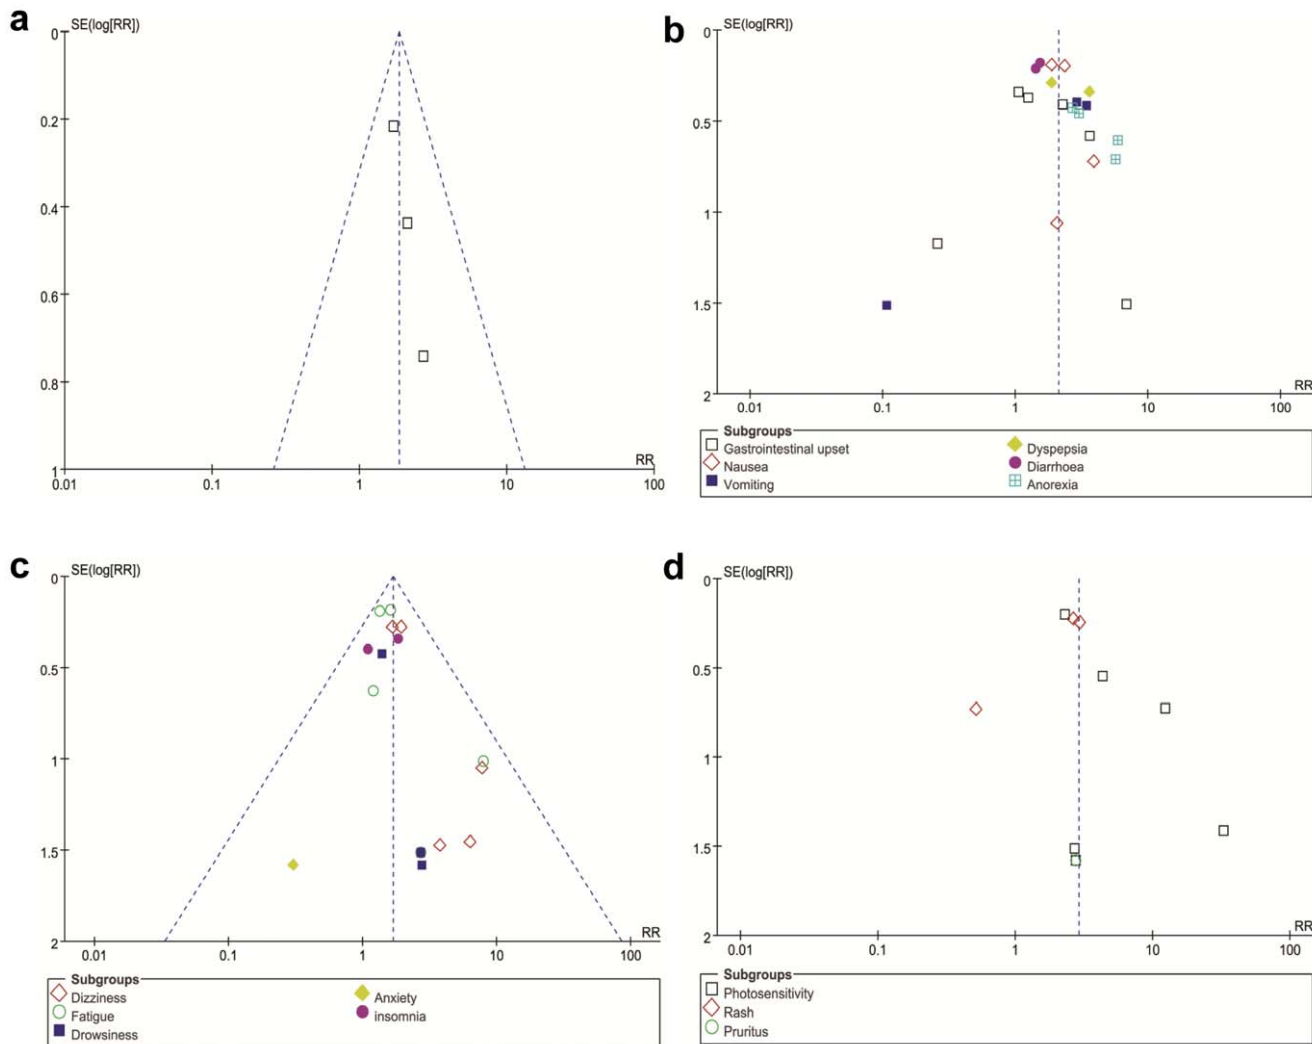 a
SE(log[RR])
0
0.2
0.4
0.6
0.8
1
RR
0.01 0.1 1 10 100
b
SE(log[RR])
0
0.5
1
1.5
2
RR
0.01 0.1 1 10 100
Subgroups
Gastrointestinal upset Dyspepsia
Nausea Diarrhoea
Vomiting Anorexia
c
SE(log[RR])
0
0.5
1
1.5
2
RR
0.01 0.1 1 10 100
Subgroups
Dizziness Anxiety
Fatigue insomnia
Drowsiness
d
SE(log[RR])
0
0.5
1
1.5
2
RR
0.01 0.1 1 10 100
Subgroups
Photosensitivity
Rash
Pruritus